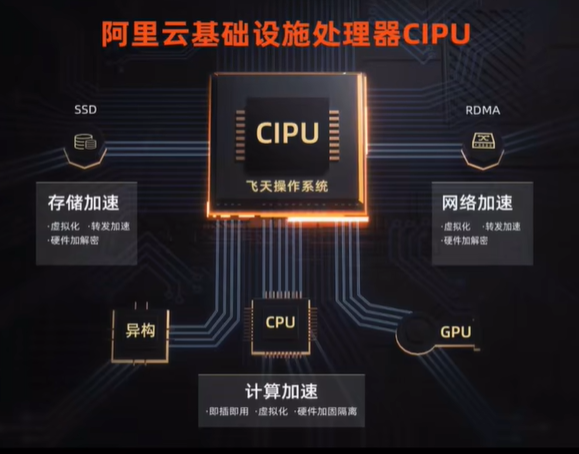 阿里云基础设施处理器CIPU
SSD
RDMA
CIPU
飞天操作系统
存储加速
·虚拟化 ·转发加速
·硬件加解密
网络加速
·虚拟化 ·转发加速
·硬件加解密
异构
CPU
GPU
计算加速
·即插即用 ·虚拟化 ·硬件加固隔离